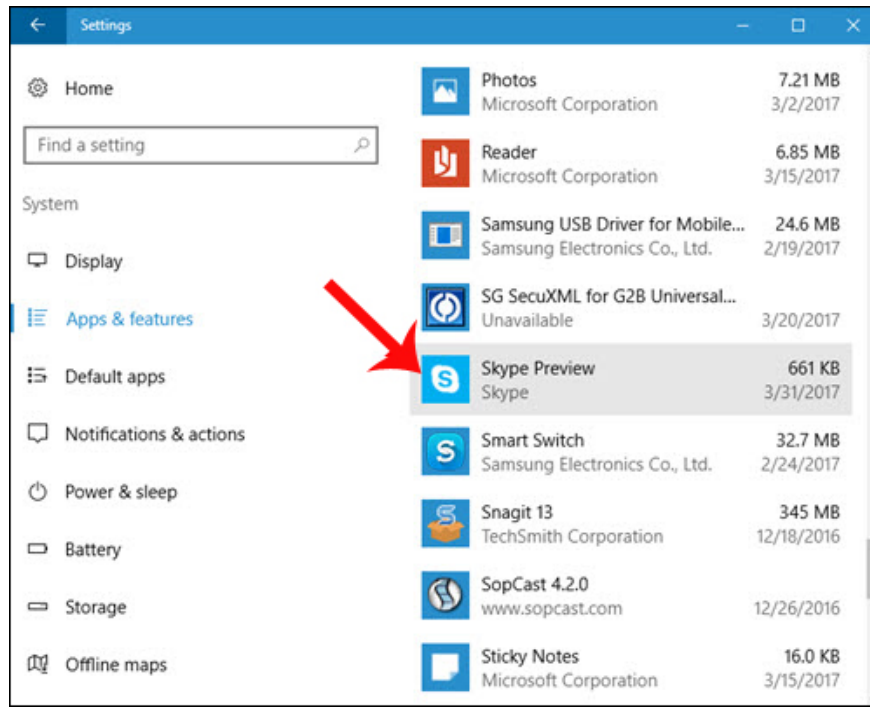 Settings
Home
Find a setting
System
Display
Apps & features
Default apps
Notifications & actions
Power & sleep
Battery
Storage
Offline maps
Photos 7.21 MB
Microsoft Corporation 3/2/2017
Reader 6.85 MB
Microsoft Corporation 3/15/2017
Samsung USB Driver for Mobile... 24.6 MB
Samsung Electronics Co., Ltd. 2/19/2017
SG SecuXML for G2B Universal...
Unavailable 3/20/2017
Skype Preview 661 KB
Skype 3/31/2017
Smart Switch 32.7 MB
Samsung Electronics Co., Ltd. 2/24/2017
Snagit 13 345 MB
TechSmith Corporation 12/18/2016
SopCast 4.2.0
www.sopcast.com 12/26/2016
Sticky Notes 16.0 KB
Microsoft Corporation 3/15/2017